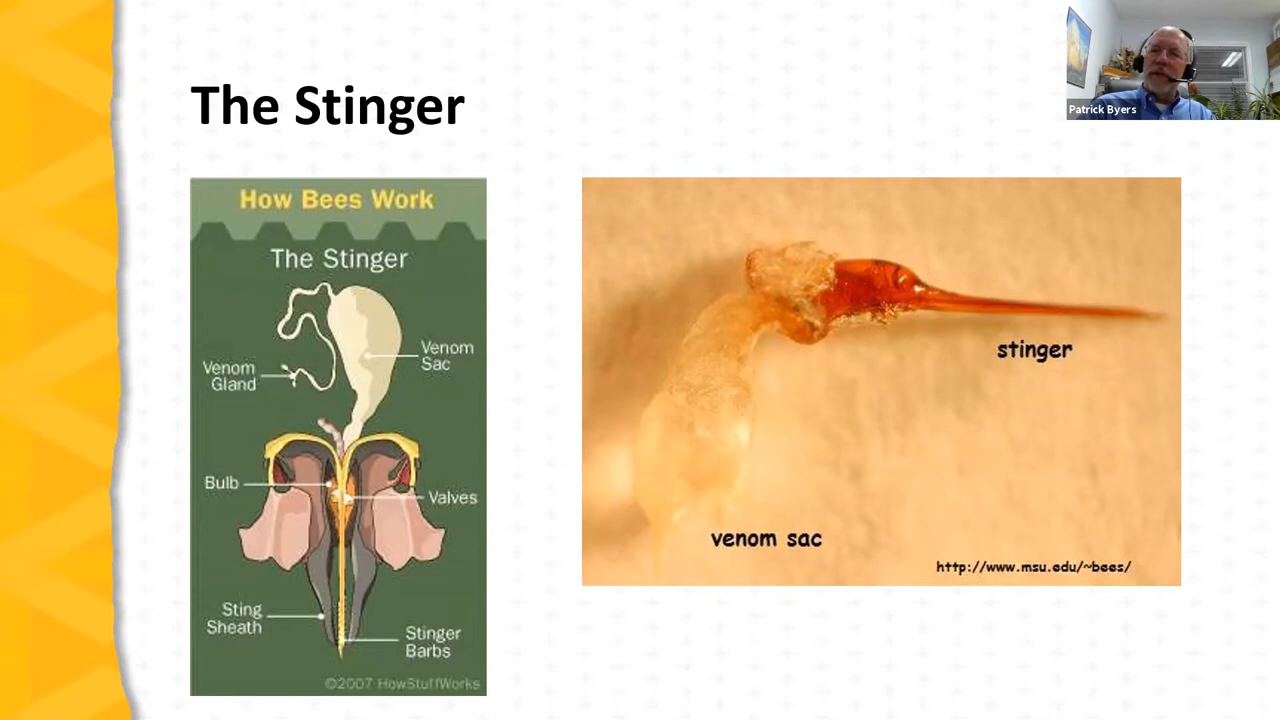 The Stinger
Patrick Byers
How Bees Work
The Stinger
Venom
Sac
Venom
Gland
Bulb
Valves
Sting
Sheath
Stinger
Barbs
©2007 HowStuffWorks
stinger
venom sac
http://www.msu.edu/~bees/